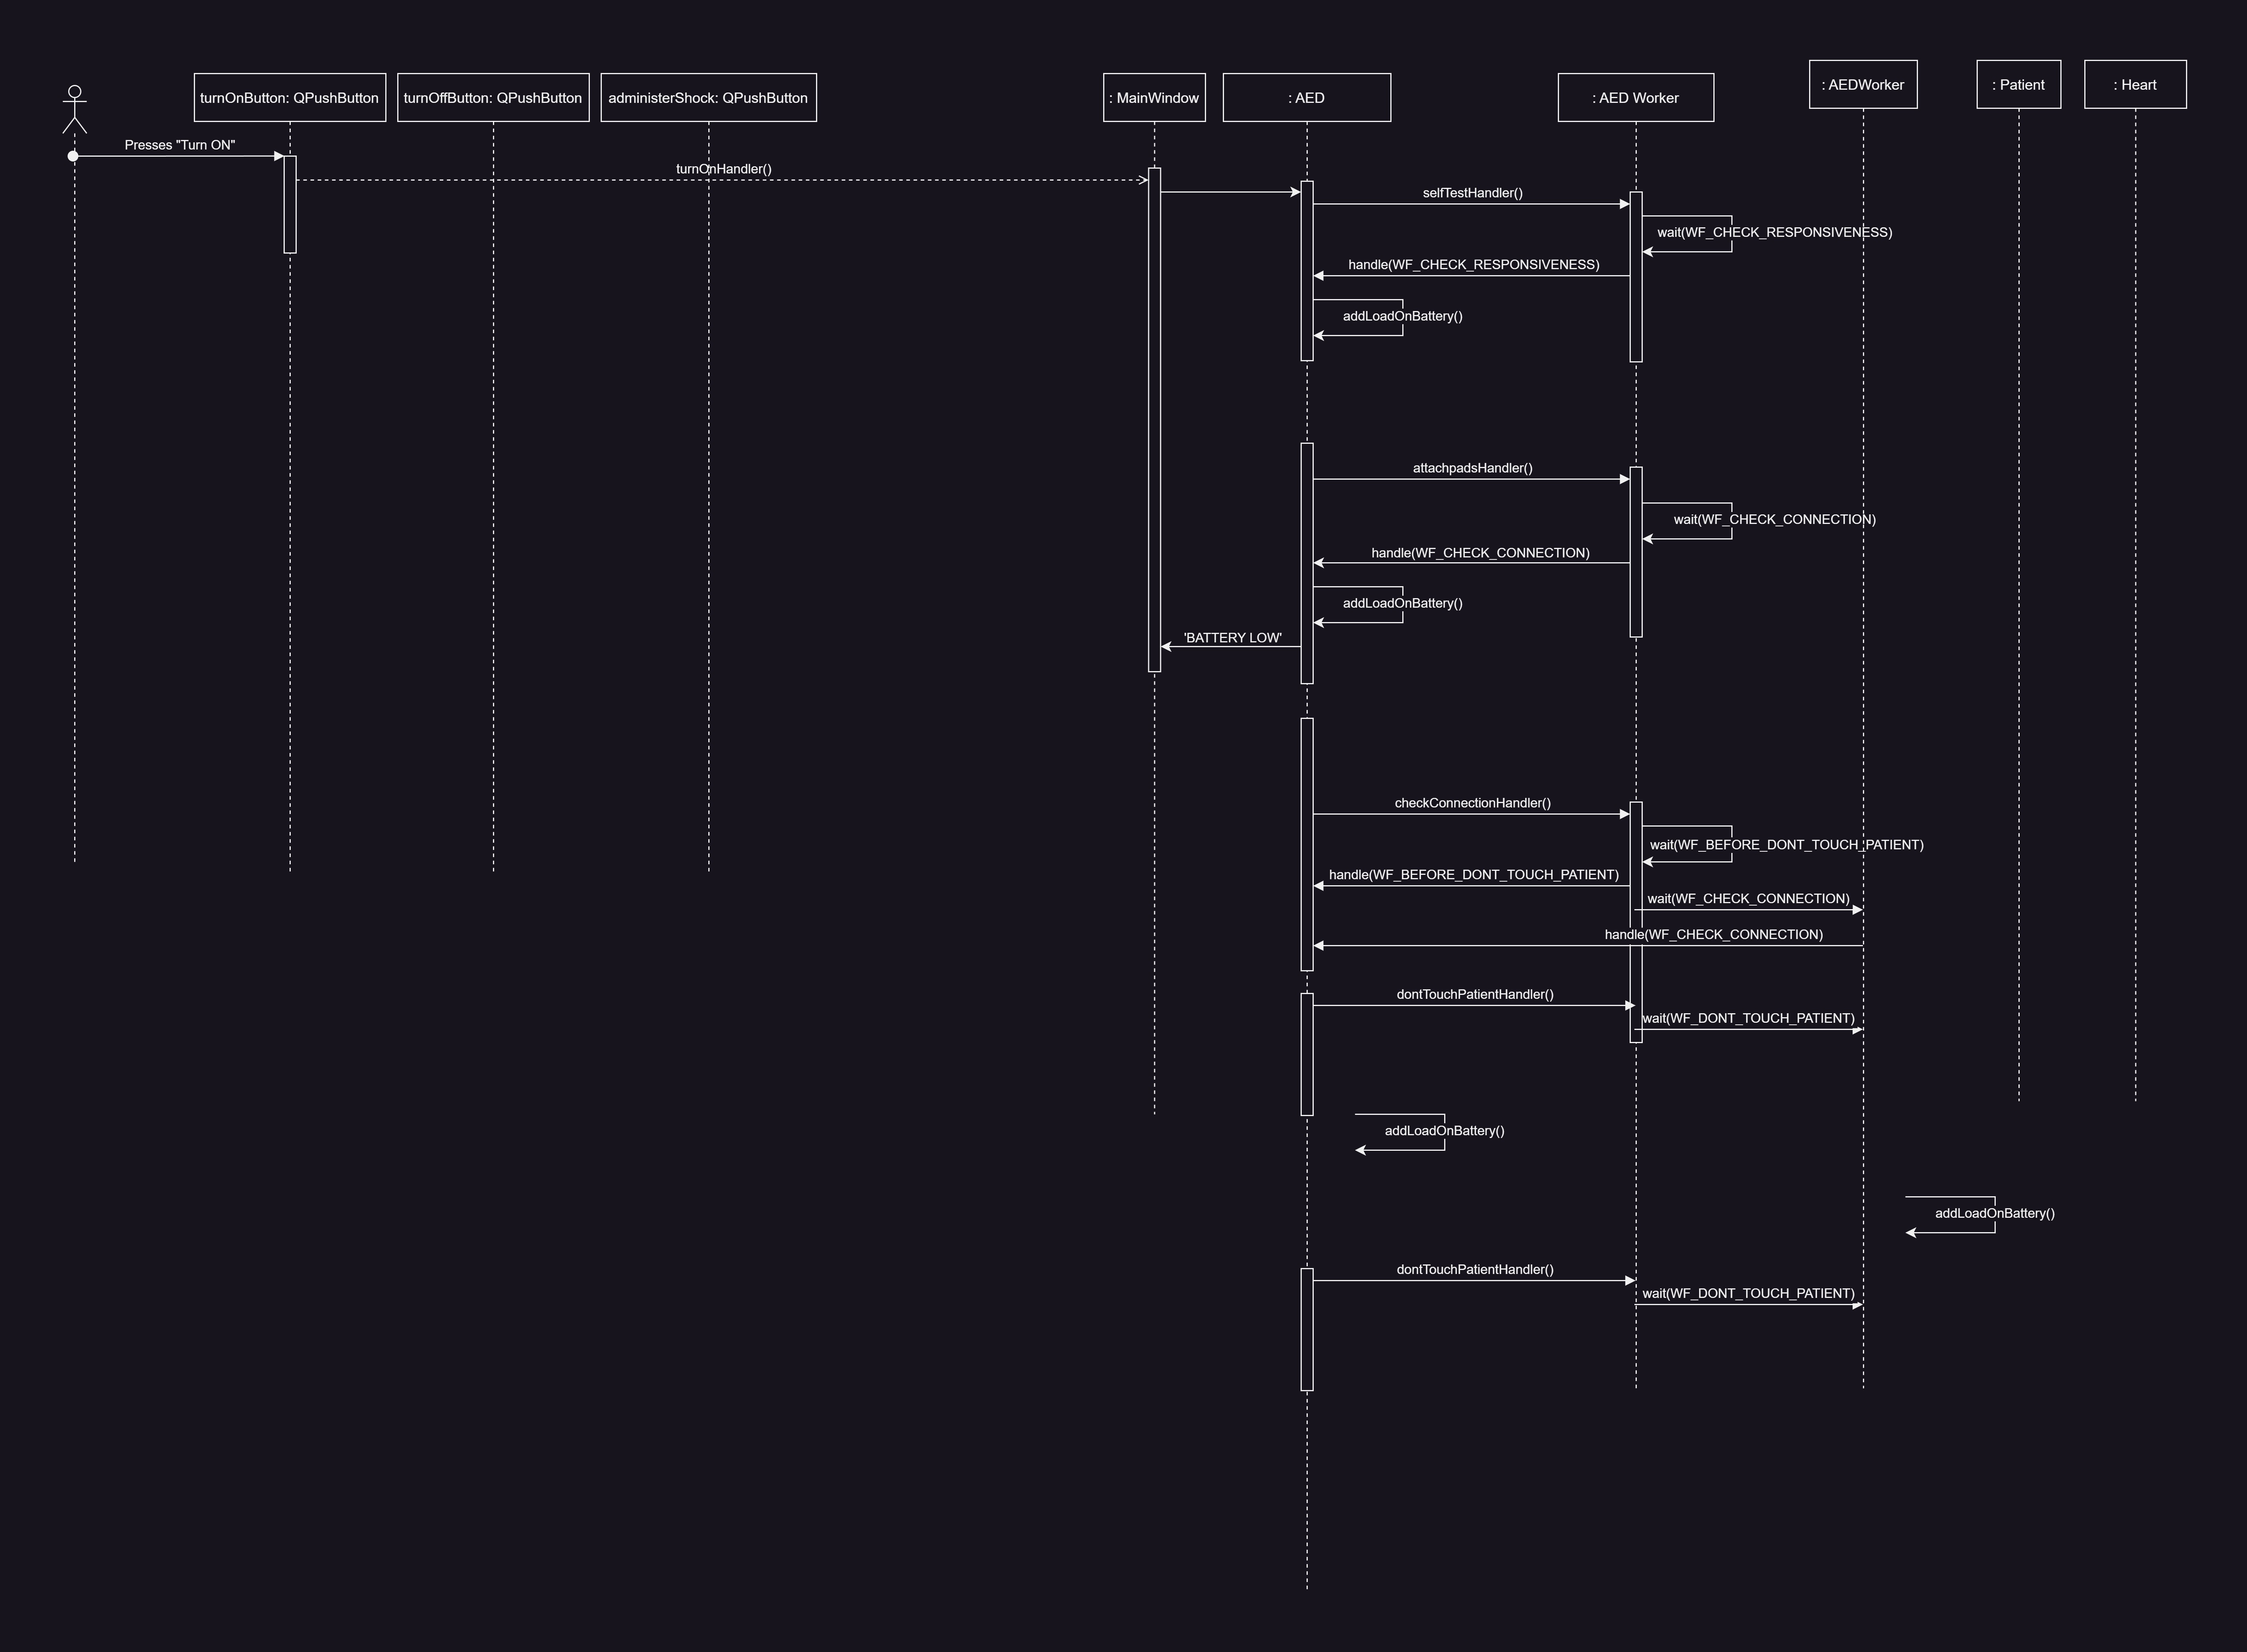 turnOnButton: QPushButton
turnOffButton: QPushButton
administerShock: QPushButton
: MainWindow
: AED
: AED Worker
: AEDWorker
: Patient
: Heart
Presses "Turn ON"
turnOnHandler()
selfTestHandler()
wait(WF_CHECK_RESPONSIVENESS)
handle(WF_CHECK_RESPONSIVENESS)
addLoadOnBattery()
attachpadsHandler()
wait(WF_CHECK_CONNECTION)
handle(WF_CHECK_CONNECTION)
addLoadOnBattery()
'BATTERY LOW'
checkConnectionHandler()
wait(WF_BEFORE_DONT_TOUCH_PATIENT)
handle(WF_BEFORE_DONT_TOUCH_PATIENT)
wait(WF_CHECK_CONNECTION)
handle(WF_CHECK_CONNECTION)
dontTouchPatientHandler()
wait(WF_DONT_TOUCH_PATIENT)
addLoadOnBattery()
addLoadOnBattery()
dontTouchPatientHandler()
wait(WF_DONT_TOUCH_PATIENT)